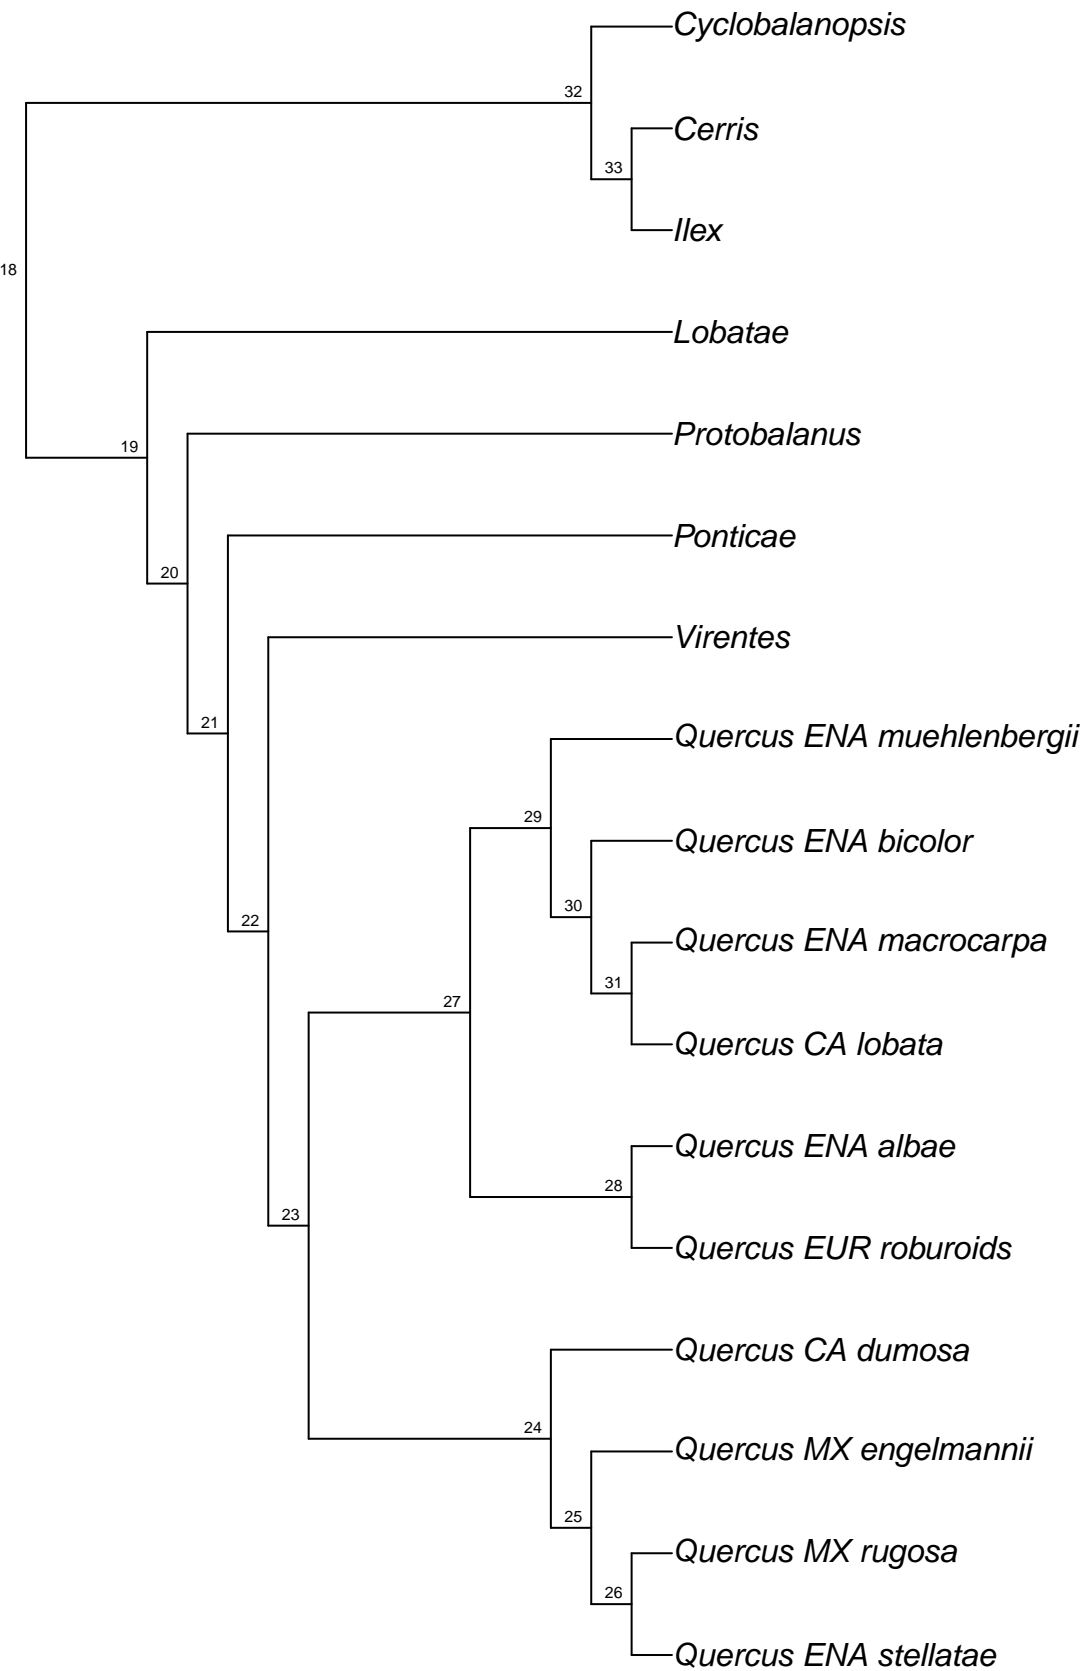 Cyclobalanopsis
32
Cerris
33
Ilex
18
Lobatae
Protobalanus
19
Ponticae
20
Virentes
21
Quercus ENA muehlenbergii
29
Quercus ENA bicolor
30
22
Quercus ENA macrocarpa
31
27
Quercus CA lobata
Quercus ENA albae
28
23
Quercus EUR roburoids
Quercus CA dumosa
24
Quercus MX engelmannii
25
Quercus MX rugosa
26
Quercus ENA stellatae